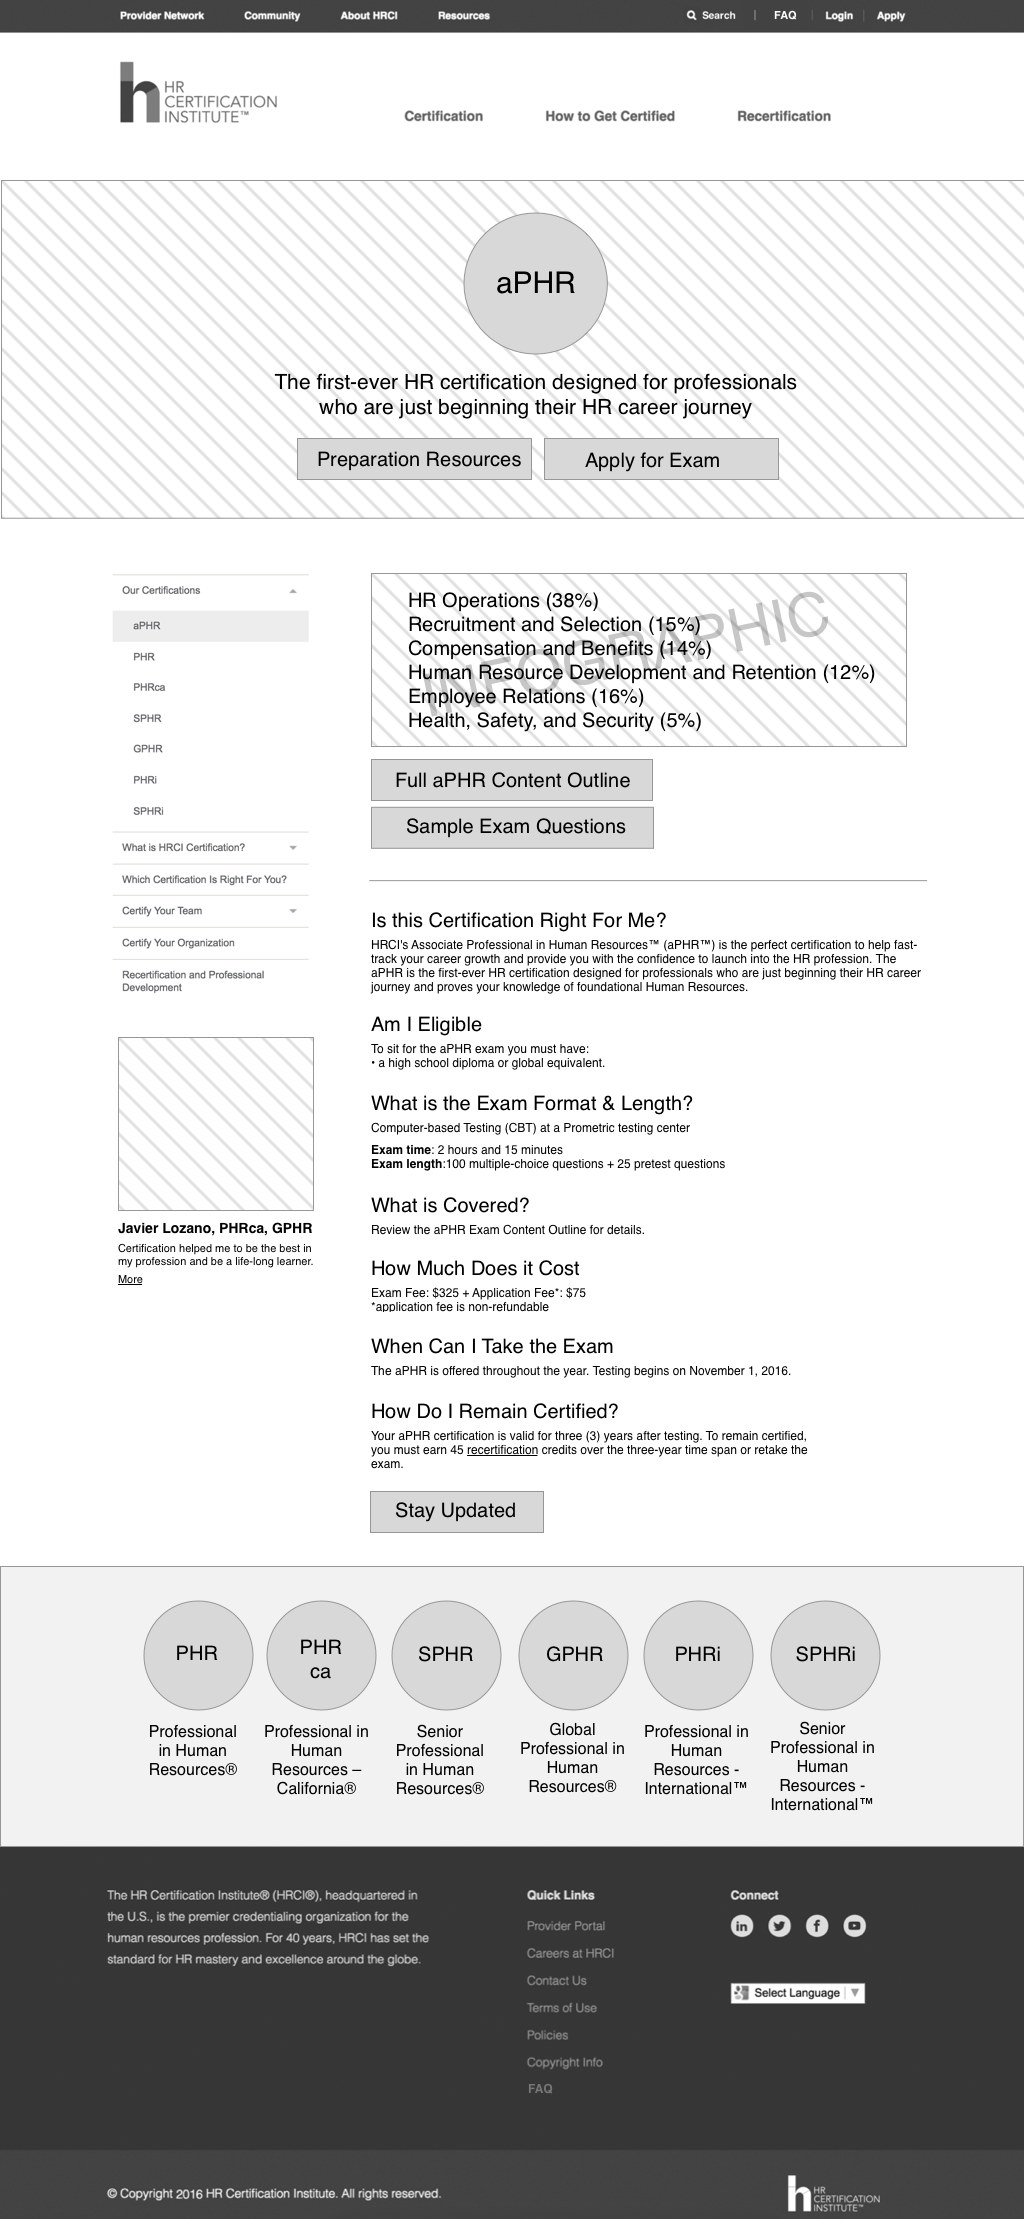 Provider Network Community About HRCI Resources Search | FAQ | Login | Apply
h HR
CERTIFICATION
INSTITUTE™
Certification How to Get Certified Recertification
aPHR
The first-ever HR certification designed for professionals
who are just beginning their HR career journey
Preparation Resources Apply for Exam
Our Certifications
aPHR
PHR
PHRca
SPHR
GPHR
PHRi
SPHRi
What is HRCI Certification?
Which Certification Is Right For You?
Certify Your Team
Certify Your Organization
Recertification and Professional
Development
Javier Lozano, PHRca, GPHR
Certification helped me to be the best in
my profession and be a life-long learner.
More
INFOGRAPHIC
HR Operations (38%)
Recruitment and Selection (15%)
Compensation and Benefits (14%)
Human Resource Development and Retention (12%)
Employee Relations (16%)
Health, Safety, and Security (5%)
Full aPHR Content Outline
Sample Exam Questions
Is this Certification Right For Me?
HRCI's Associate Professional in Human Resources™ (aPHR™) is the perfect certification to help fast-
track your career growth and provide you with the confidence to launch into the HR profession. The
aPHR is the first-ever HR certification designed for professionals who are just beginning their HR career
journey and proves your knowledge of foundational Human Resources.
Am I Eligible
To sit for the aPHR exam you must have:
• a high school diploma or global equivalent.
What is the Exam Format & Length?
Computer-based Testing (CBT) at a Prometric testing center
Exam time: 2 hours and 15 minutes
Exam length:100 multiple-choice questions + 25 pretest questions
What is Covered?
Review the aPHR Exam Content Outline for details.
How Much Does it Cost
Exam Fee: $325 + Application Fee*: $75
*application fee is non-refundable
When Can I Take the Exam
The aPHR is offered throughout the year. Testing begins on November 1, 2016.
How Do I Remain Certified?
Your aPHR certification is valid for three (3) years after testing. To remain certified,
you must earn 45 recertification credits over the three-year time span or retake the
exam.
Stay Updated
PHR
Professional
in Human
Resources®
PHR
ca
Professional in
Human
Resources –
California®
SPHR
Senior
Professional
in Human
Resources®
GPHR
Global
Professional in
Human
Resources®
PHRi
Professional in
Human
Resources -
International™
SPHRi
Senior
Professional in
Human
Resources -
International™
The HR Certification Institute® (HRCI®), headquartered in
the U.S., is the premier credentialing organization for the
human resources profession. For 40 years, HRCI has set the
standard for HR mastery and excellence around the globe.
Quick Links
Provider Portal
Careers at HRCI
Contact Us
Terms of Use
Policies
Copyright Info
FAQ
Connect
Select Language | ▼
© Copyright 2016 HR Certification Institute. All rights reserved.
h HR
CERTIFICATION
INSTITUTE™